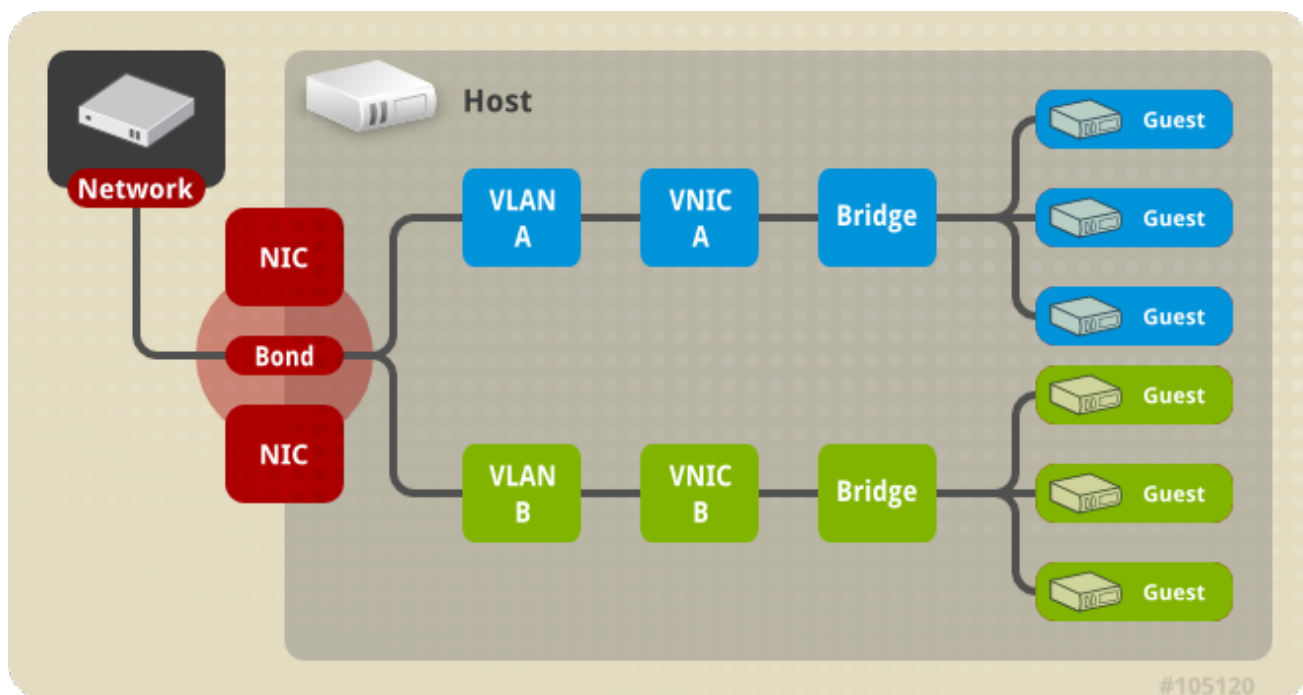 Host
Guest
Network
VLAN
A
VNIC
A
Bridge
Guest
NIC
Guest
Bond
Guest
NIC
VLAN
B
VNIC
B
Bridge
Guest
Guest
#105120